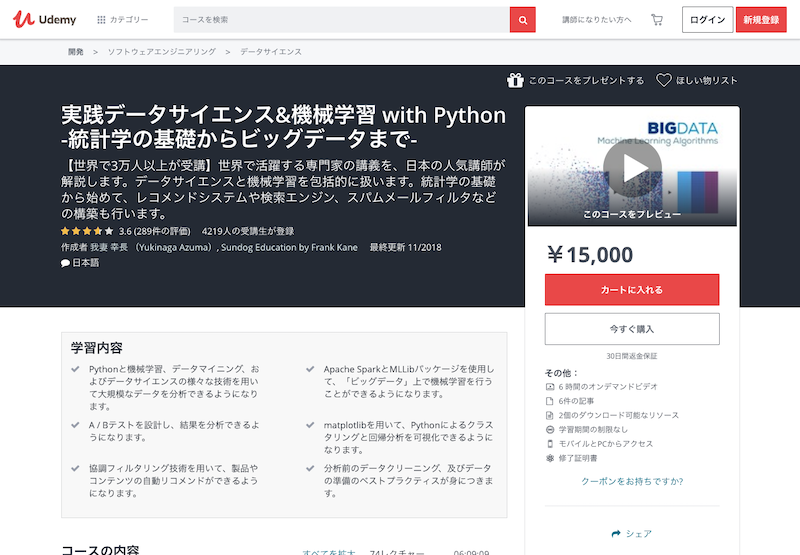 Udemy
カテゴリー
コースを検索
講師になりたい方へ
ログイン
新規登録
開発 > ソフトウェアエンジニアリング > データサイエンス
このコースをプレゼントする
ほしい物リスト
実践データサイエンス&機械学習 with Python
-統計学の基礎からビッグデータまで-
【世界で3万人以上が受講】世界で活躍する専門家の講義を、日本の人気講師が
解説します。データサイエンスと機械学習を包括的に扱います。統計学の基礎
から始めて、レコメンドシステムや検索エンジン、スパムメールフィルタなど
の構築も行います。
3.6 (289件の評価) 4219人の受講生が登録
作成者 我妻 幸長 （Yukinaga Azuma）, Sundog Education by Frank Kane 最終更新 11/2018
日本語
BIGDATA
Machine Learning Algorithms
このコースをプレビュー
¥15,000
カートに入れる
今すぐ購入
30日間返金保証
その他：
6 時間のオンデマンドビデオ
6件の記事
2個のダウンロード可能なリソース
学習期間の制限なし
モバイルとPCからアクセス
修了証明書
クーポンをお持ちですか?
シェア
学習内容
Pythonと機械学習、データマイニング、お
よびデータサイエンスの様々な技術を用い
て大規模なデータを分析できるようになり
ます。
A / Bテストを設計し、結果を分析できるよ
うになります。
協調フィルタリング技術を用いて、製品や
コンテンツの自動リコメンドができるよう
になります。
Apache SparkとMLLibパッケージを使用し
て、「ビッグデータ」上で機械学習を行う
ことができるようになります。
matplotlibを用いて、Pythonによるクラス
タリングと回帰分析を可視化できるように
なります。
分析前のデータクリーニング、及びデータ
の準備のベストプラクティスが身につきま
す。
コースの内容
すべてを拡大
74レクチャー
06:09:09